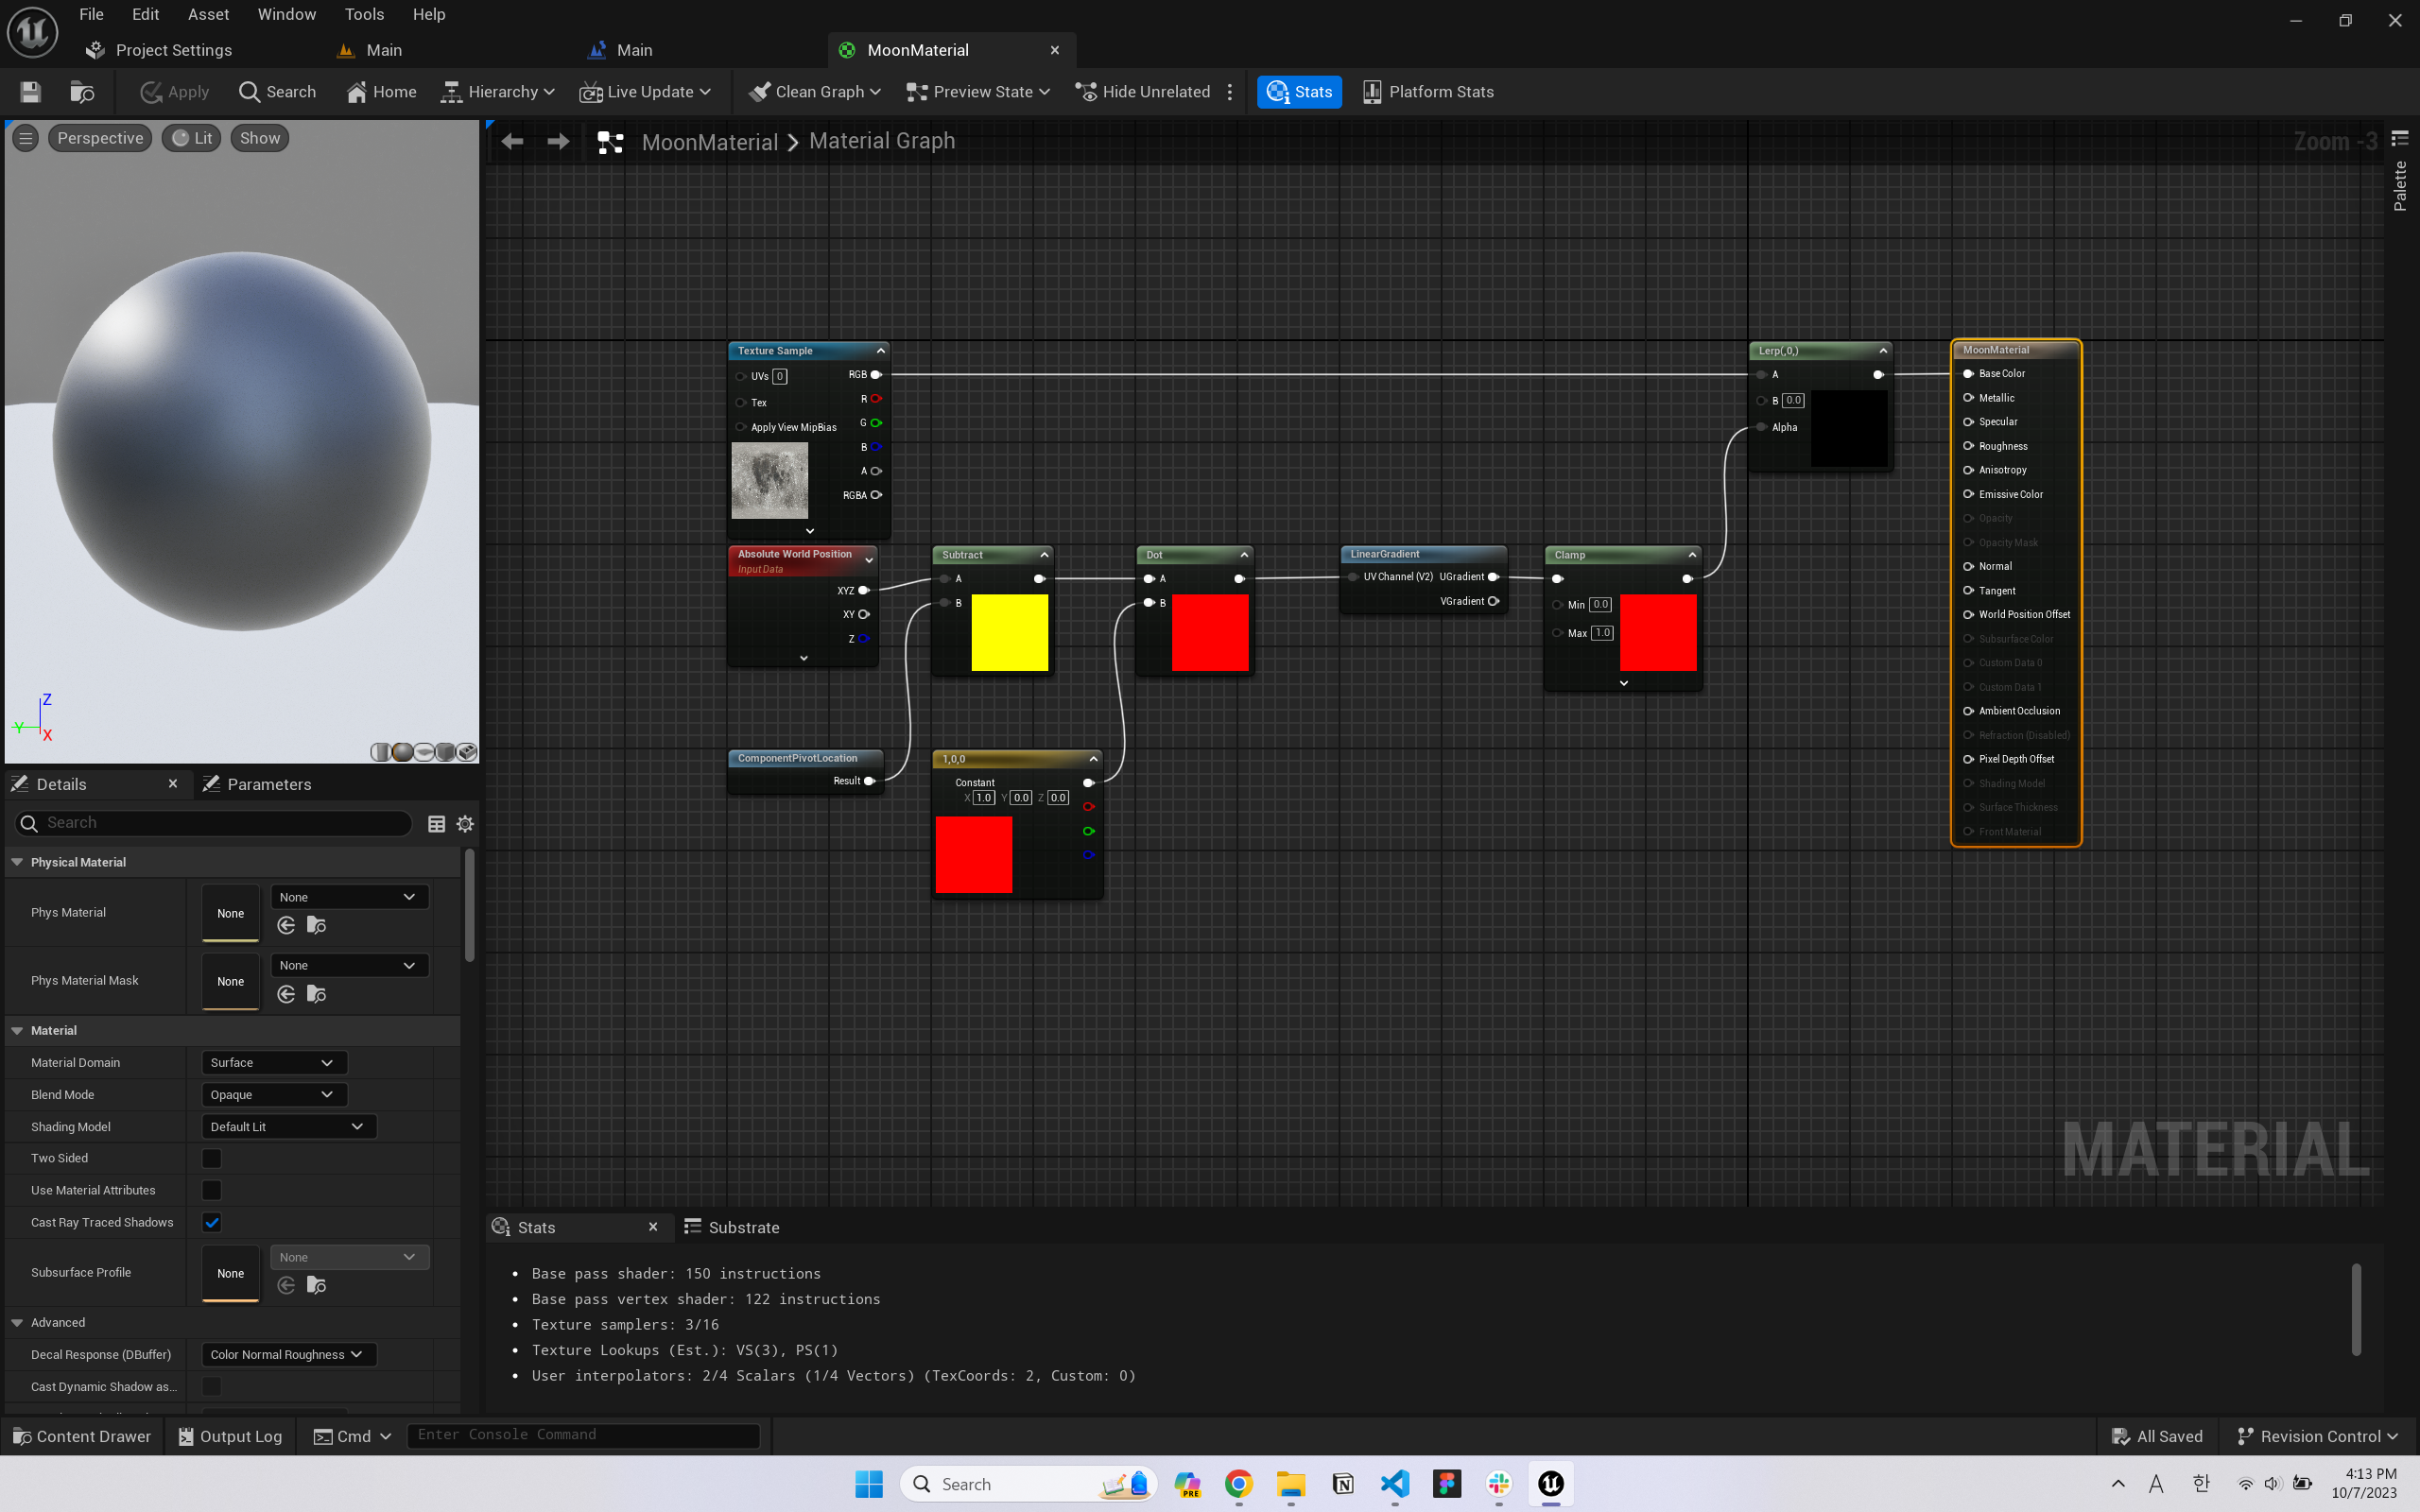 File Edit Asset Window Tools Help
Project Settings Main Main MoonMaterial
Apply Search Home Hierarchy Live Update Clean Graph Preview State Hide Unrelated Stats Platform Stats
Perspective Lit Show
MoonMaterial > Material Graph
Zoom -3
Palette
Texture Sample
UVs 0 RGB
R
Tex
G
Apply View MipBias
B
A
RGBA
Lerp(,0,)
A
B 0.0
Alpha
MoonMaterial
Base Color
Metallic
Specular
Roughness
Anisotropy
Emissive Color
Opacity
Opacity Mask
Normal
Tangent
World Position Offset
Subsurface Color
Custom Data 0
Custom Data 1
Ambient Occlusion
Refraction (Disabled)
Pixel Depth Offset
Shading Model
Surface Thickness
Front Material
Absolute World Position
Input Data
XYZ
XY
Z
Subtract
A
B
Dot
A
B
LinearGradient
UV Channel (V2) UGradient
VGradient
Clamp
Min 0.0
Max 1.0
ComponentPivotLocation
Result
1,0,0
Constant
X 1.0 Y 0.0 Z 0.0
Z
Y
X
MATERIAL
Details Parameters
Search
Physical Material
Phys Material None None
Phys Material Mask None None
Material
Material Domain Surface
Blend Mode Opaque
Shading Model Default Lit
Two Sided
Use Material Attributes
Cast Ray Traced Shadows
Subsurface Profile None None
Advanced
Decal Response (DBuffer) Color Normal Roughness
Cast Dynamic Shadow as...
Stats Substrate
• Base pass shader: 150 instructions
• Base pass vertex shader: 122 instructions
• Texture samplers: 3/16
• Texture Lookups (Est.): VS(3), PS(1)
• User interpolators: 2/4 Scalars (1/4 Vectors) (TexCoords: 2, Custom: 0)
Content Drawer Output Log Cmd Enter Console Command All Saved Revision Control
Search
PRE
A 한
4:13 PM
10/7/2023